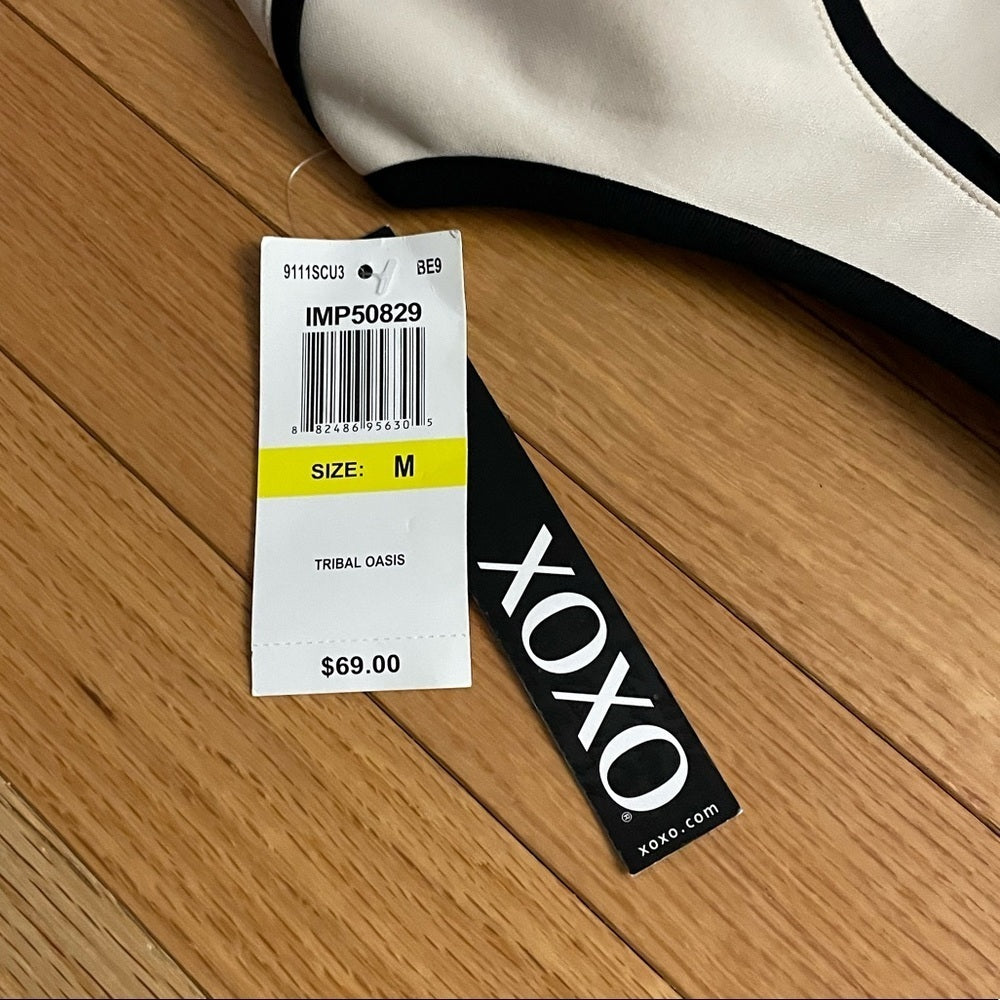 9111SCU3 BE9
IMP50829
8 82486 95630 5
SIZE: M
TRIBAL OASIS
$69.00
XOXO®
xoxo.com